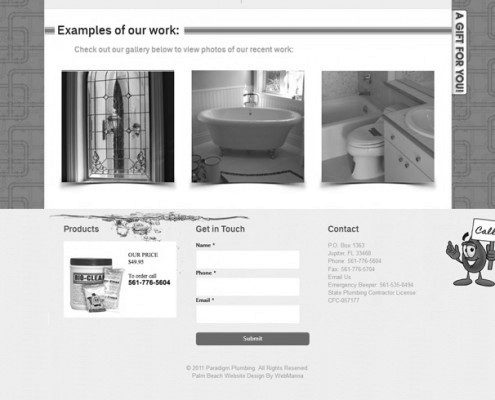 Examples of our work:
Check out our gallery below to view photos of our recent work:
A GIFT FOR YOU!
Products
OUR PRICE
$49.95
To order call
561-776-5604
BIO-CLEAN
Get in Touch
Name *
Phone *
Email *
Submit
Contact
P.O. Box 1363
Jupiter, FL 33468
Phone: 561-776-5604
Fax: 561-776-5704
Email Us
Emergency Beeper: 561-535-0494
State Plumbing Contractor License:
CFC-057177
Call
© 2011 Paradigm Plumbing. All Rights Reserved.
Palm Beach Website Design By WebManna